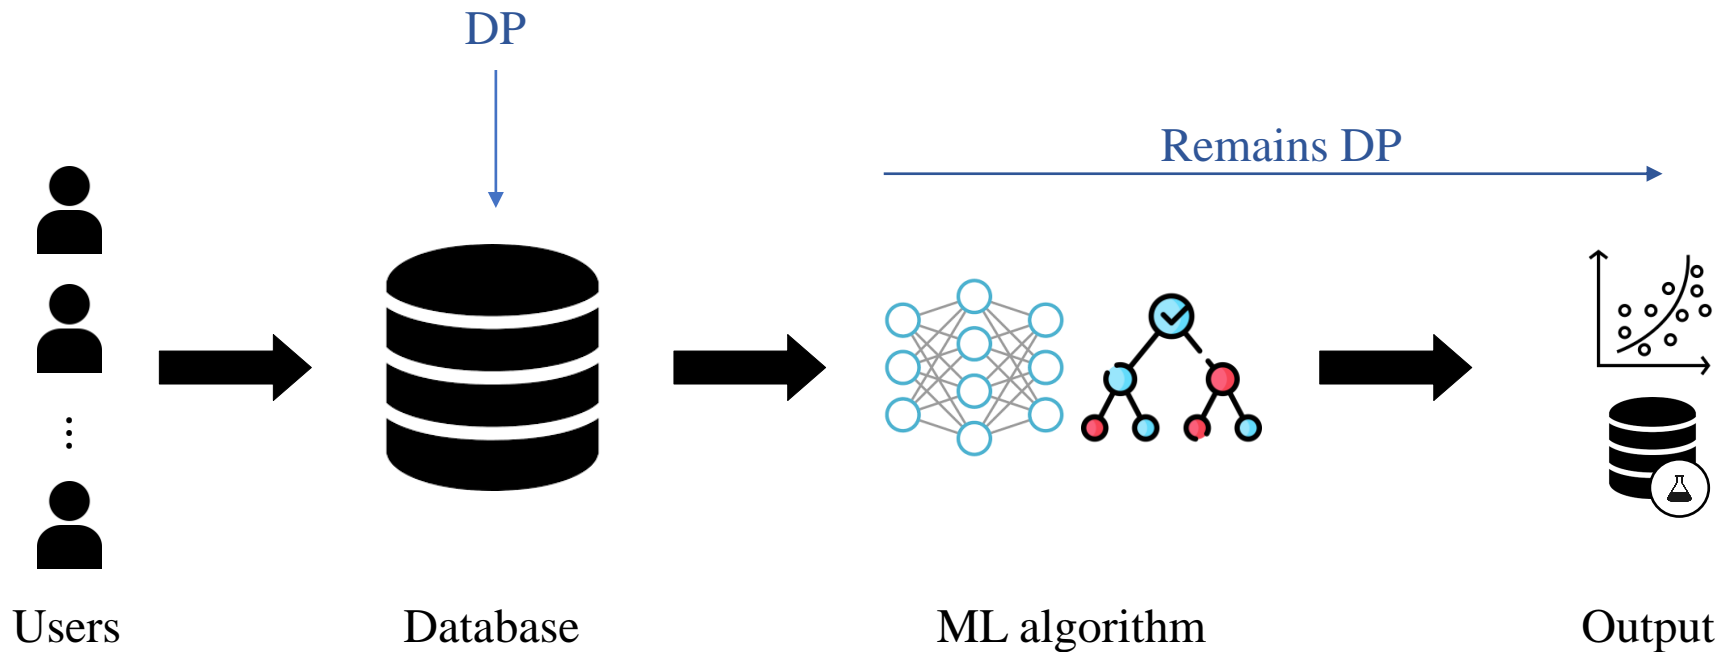 DP
Remains DP
Users
Database
ML algorithm
Output